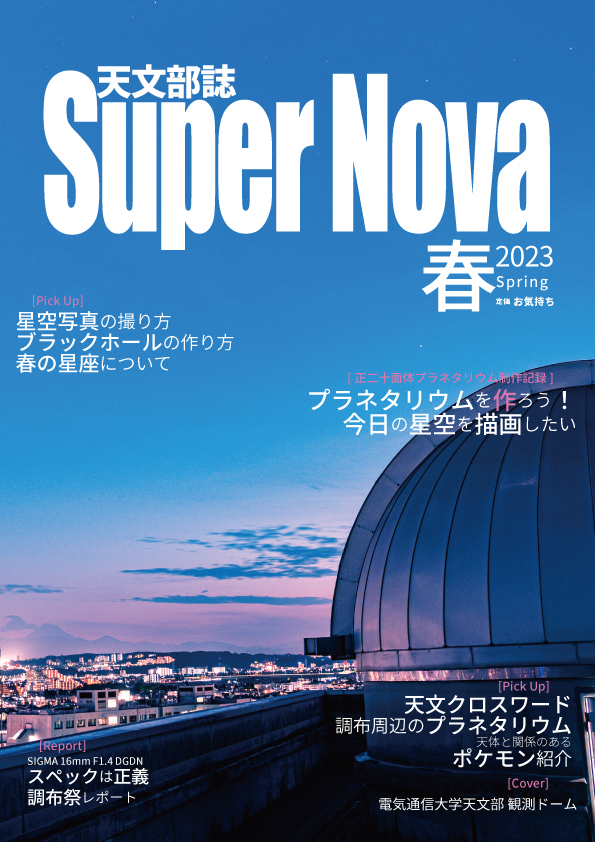 天文部誌
Super Nova
春 2023
Spring
定価 お気持ち
[Pick Up]
星空写真の撮り方
ブラックホールの作り方
春の星座について
[ 正二十面体プラネタリウム制作記録 ]
プラネタリウムを作ろう！
今日の星空を描画したい
[Pick Up]
天文クロスワード
調布周辺のプラネタリウム
天体と関係のある
ポケモン紹介
[Report]
SIGMA 16mm F1.4 DGDN
スペックは正義
調布祭レポート
[Cover]
電気通信大学天文部 観測ドーム